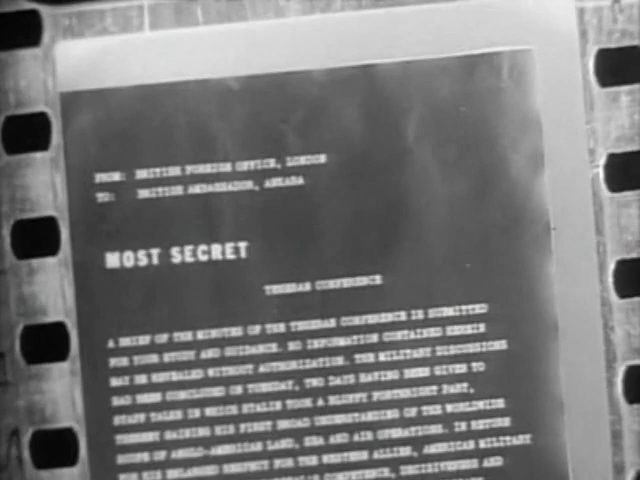 FROM: BRITISH FOREIGN OFFICE, LONDON
TO: BRITISH AMBASSADOR, ANKARA
MOST SECRET
TEHERAN CONFERENCE
A BRIEF OF THE MINUTES OF THE TEHERAN CONFERENCE IS SUBMITTED
FOR YOUR STUDY AND GUIDANCE. NO INFORMATION CONTAINED HEREIN
MAY BE REVEALED WITHOUT AUTHORIZATION. THE MILITARY DISCUSSIONS
HAD BEEN CONCLUDED ON TUESDAY, TWO DAYS HAVING BEEN GIVEN TO
STAFF TALKS IN WHICH STALIN TOOK A BLUFF FORTHRIGHT PART,
THEREBY GAINING HIS FIRST BROAD UNDERSTANDING OF THE WORLDWIDE
SCOPE OF ANGLO-AMERICAN LAND, SEA AND AIR OPERATIONS. IN RETURN
FOR HIS ENLARGED RESPECT FOR THE WESTERN ALLIES, AMERICAN MILITARY
CONFERENCE, DECISIVENESS AND